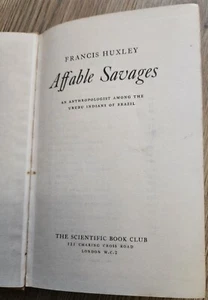 FRANCIS HUXLEY
Affable Savages
AN ANTHROPOLOGIST AMONG THE
URUBU INDIANS OF BRAZIL
THE SCIENTIFIC BOOK CLUB
121 CHARING CROSS ROAD
LONDON W·C·2